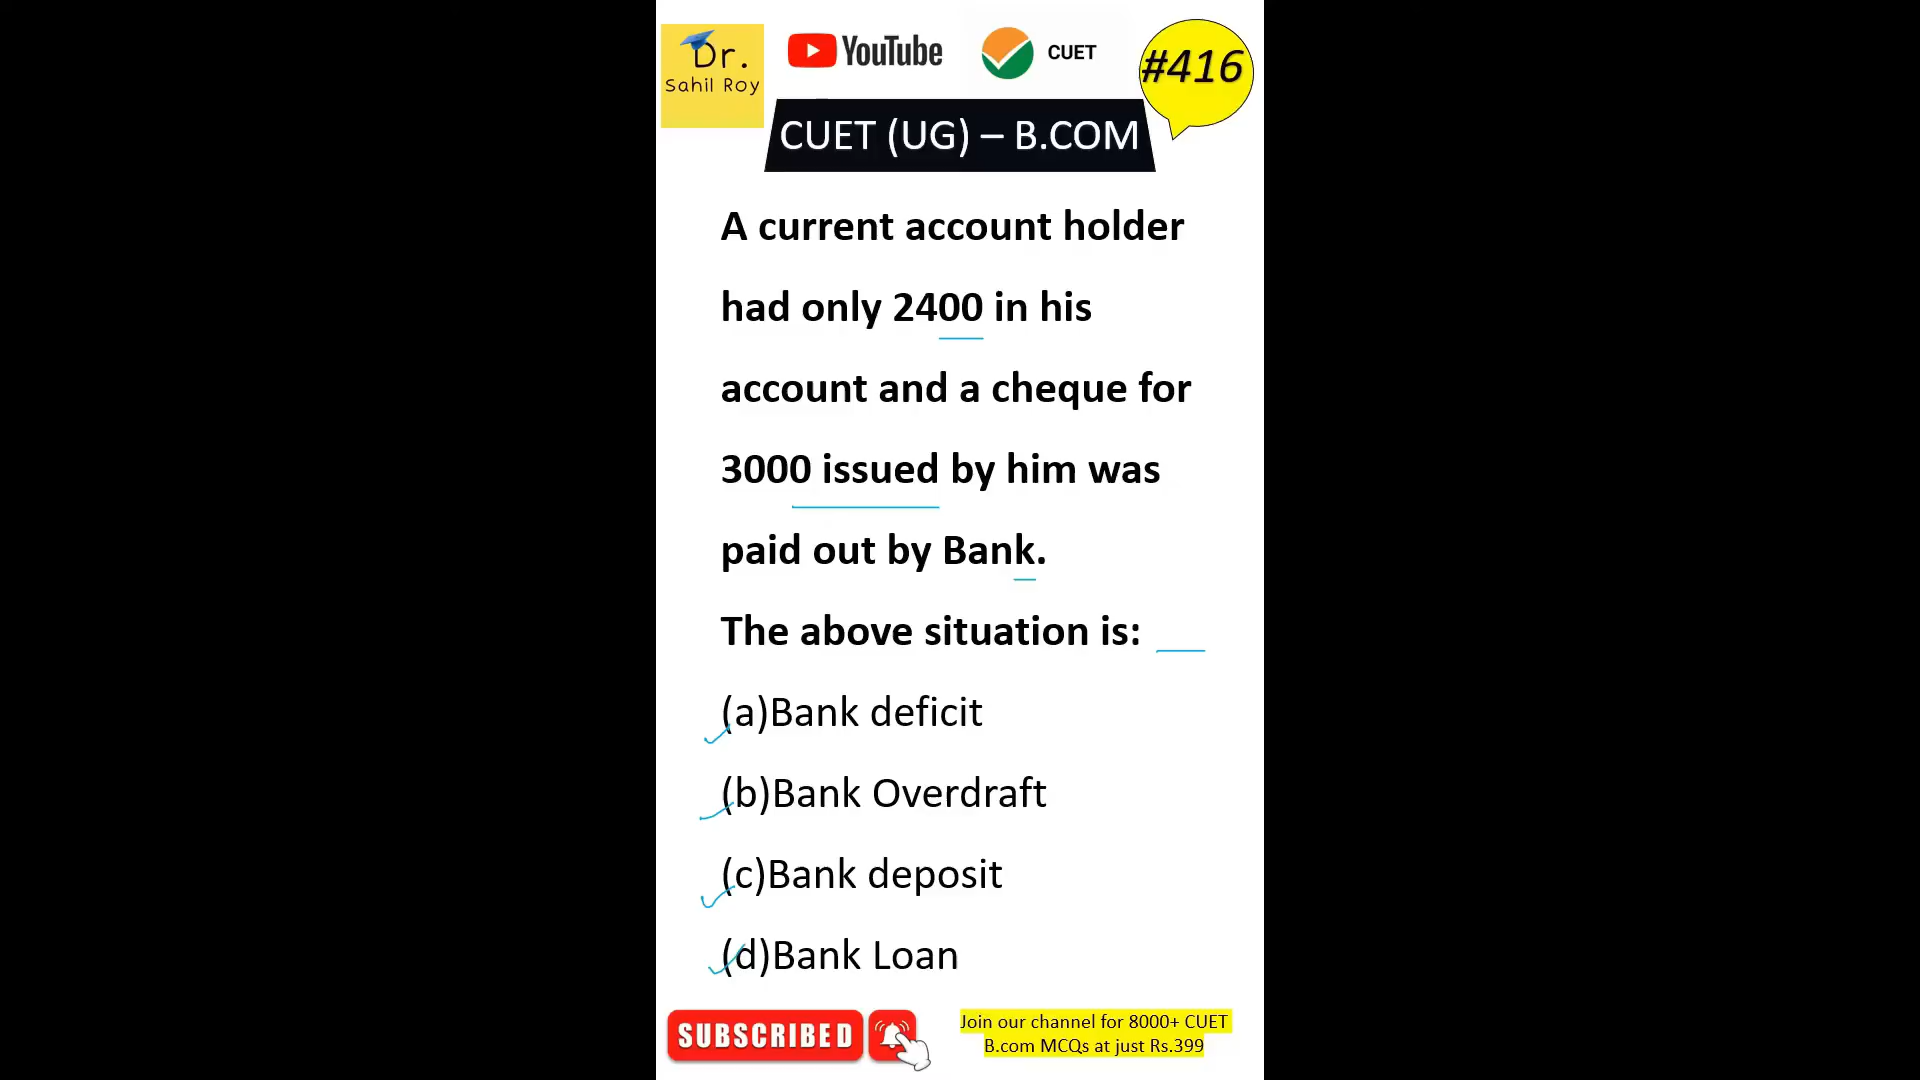 Dr.
Sahil Roy
YouTube
CUET
#416
CUET (UG) – B.COM
A current account holder
had only 2400 in his
account and a cheque for
3000 issued by him was
paid out by Bank.
The above situation is:
(a)Bank deficit
(b)Bank Overdraft
(c)Bank deposit
(d)Bank Loan
SUBSCRIBED
Join our channel for 8000+ CUET
B.com MCQs at just Rs.399